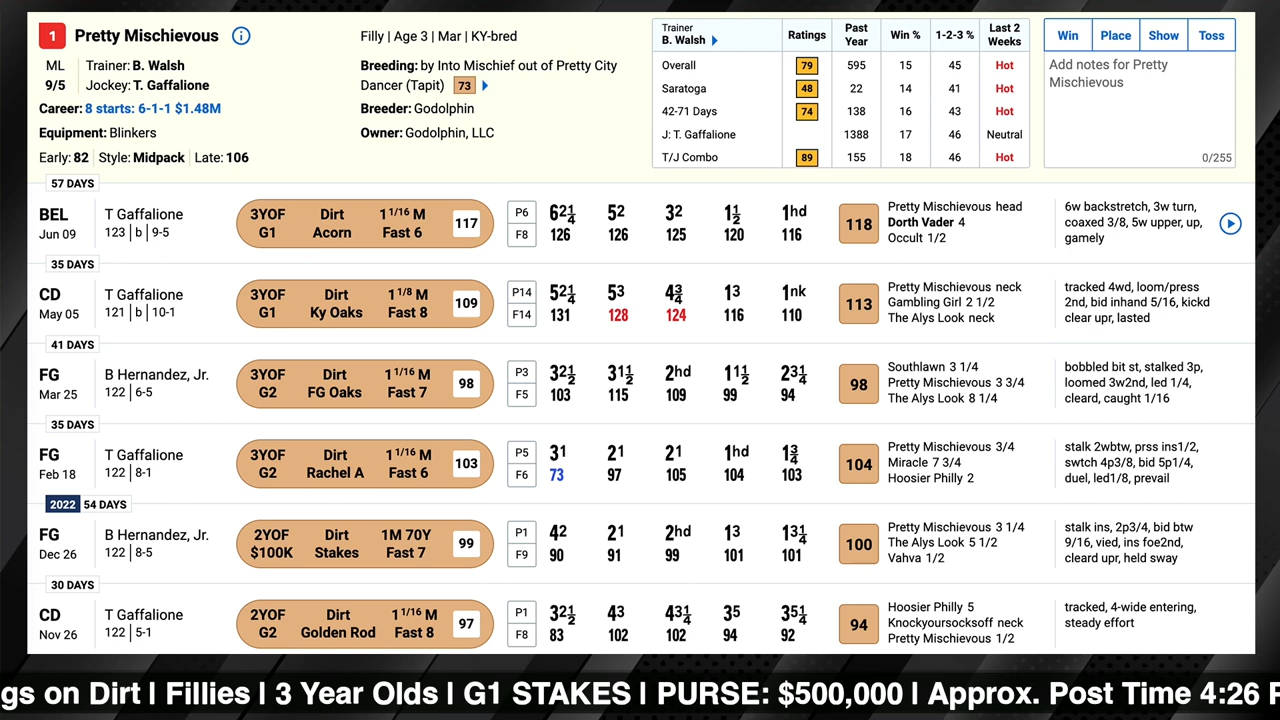 1 Pretty Mischievous i
ML Trainer: B. Walsh
9/5 Jockey: T. Gaffalione
Career: 8 starts: 6-1-1 $1.48M
Equipment: Blinkers
Early: 82 | Style: Midpack | Late: 106
Filly | Age 3 | Mar | KY-bred
Breeding: by Into Mischief out of Pretty City
Dancer (Tapit) 73
Breeder: Godolphin
Owner: Godolphin, LLC
Trainer B. Walsh Ratings Past Year Win % 1-2-3 % Last 2 Weeks
Overall 79 595 15 45 Hot
Saratoga 48 22 14 41 Hot
42-71 Days 74 138 16 43 Hot
J: T. Gaffalione 1388 17 46 Neutral
T/J Combo 89 155 18 46 Hot
Win Place Show Toss
Add notes for Pretty
Mischievous
0/255
57 DAYS
BEL T Gaffalione 3YOF Dirt 1 1/16 M 117 P6 6 2 1/4 5 2 3 2 1 1/2 1 hd 118 Pretty Mischievous head 6w backstretch, 3w turn,
Jun 09 123 | b | 9-5 G1 Acorn Fast 6 F8 126 126 125 120 116 Dorth Vader 4 coaxed 3/8, 5w upper, up,
Occult 1/2 gamely
35 DAYS
CD T Gaffalione 3YOF Dirt 1 1/8 M 109 P14 5 2 1/4 5 3 4 3/4 1 3 1 nk 113 Pretty Mischievous neck tracked 4wd, loom/press
May 05 121 | b | 10-1 G1 Ky Oaks Fast 8 F14 131 128 124 116 110 Gambling Girl 2 1/2 2nd, bid inhand 5/16, kickd
The Alys Look neck clear upr, lasted
41 DAYS
FG B Hernandez, Jr. 3YOF Dirt 1 1/16 M 98 P3 3 2 1/2 3 1 1/2 2 hd 1 1 1/2 2 3 1/4 98 Southlawn 3 1/4 bobbled bit st, stalked 3p,
Mar 25 122 | 6-5 G2 FG Oaks Fast 7 F5 103 115 109 99 94 Pretty Mischievous 3 3/4 loomed 3w2nd, led 1/4,
The Alys Look 8 1/4 cleard, caught 1/16
35 DAYS
FG T Gaffalione 3YOF Dirt 1 1/16 M 103 P5 3 1 2 1 2 1 1 hd 1 3/4 104 Pretty Mischievous 3/4 stalk 2wbtw, prss ins1/2,
Feb 18 122 | 8-1 G2 Rachel A Fast 6 F6 73 97 105 104 103 Miracle 7 3/4 swtch 4p3/8, bid 5p1/4,
Hoosier Philly 2 duel, led1/8, prevail
2022 54 DAYS
FG B Hernandez, Jr. 2YOF Dirt 1M 70Y 99 P1 4 2 2 1 2 hd 1 3 1 3 1/4 100 Pretty Mischievous 3 1/4 stalk ins, 2p3/4, bid btw
Dec 26 122 | 8-5 $100K Stakes Fast 7 F9 90 91 99 101 101 The Alys Look 5 1/2 9/16, vied, ins foe2nd,
Vahva 1/2 cleard up, held sway
30 DAYS
CD T Gaffalione 2YOF Dirt 1 1/16 M 97 P1 3 2 1/2 4 3 4 3 1/4 3 5 3 5 1/4 94 Hoosier Philly 5 tracked, 4-wide entering,
Nov 26 122 | 5-1 G2 Golden Rod Fast 8 F8 83 102 102 94 92 Knockyoursocksoff neck steady effort
Pretty Mischievous 1/2
gs on Dirt | Fillies | 3 Year Olds | G1 STAKES | PURSE: $500,000 | Approx. Post Time 4:26 P